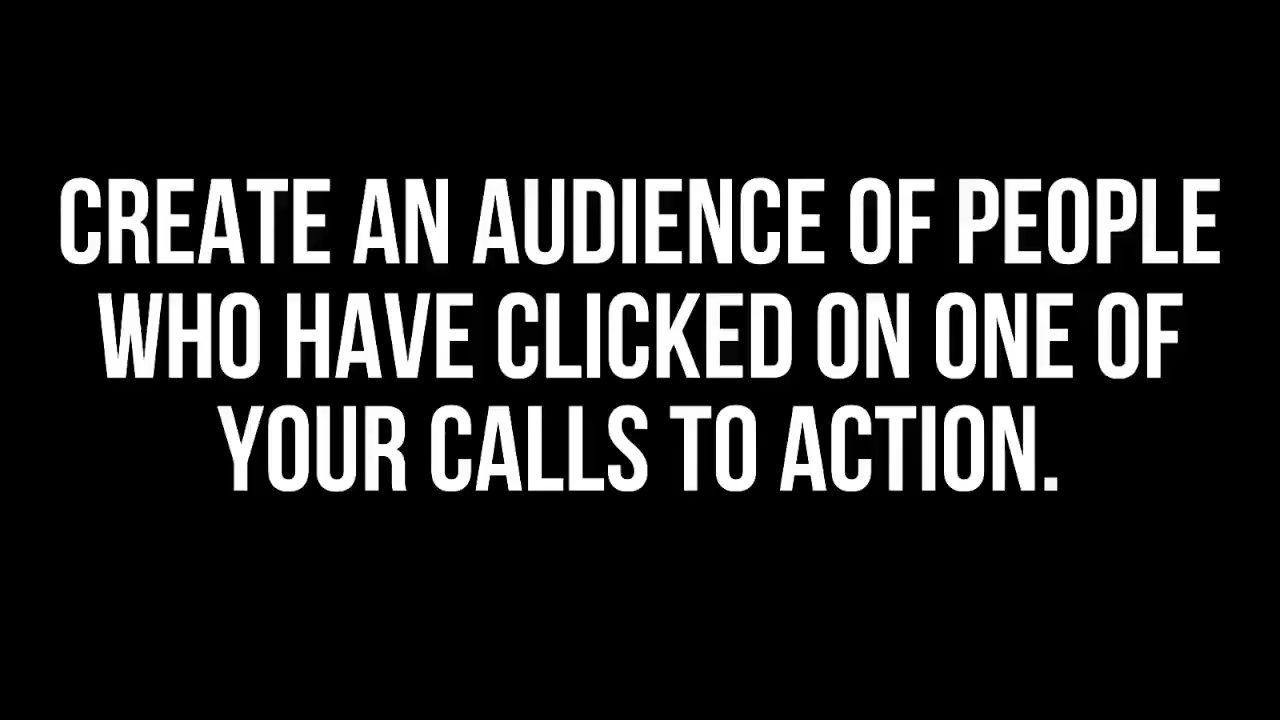 CREATE AN AUDIENCE OF PEOPLE
WHO HAVE CLICKED ON ONE OF
YOUR CALLS TO ACTION.